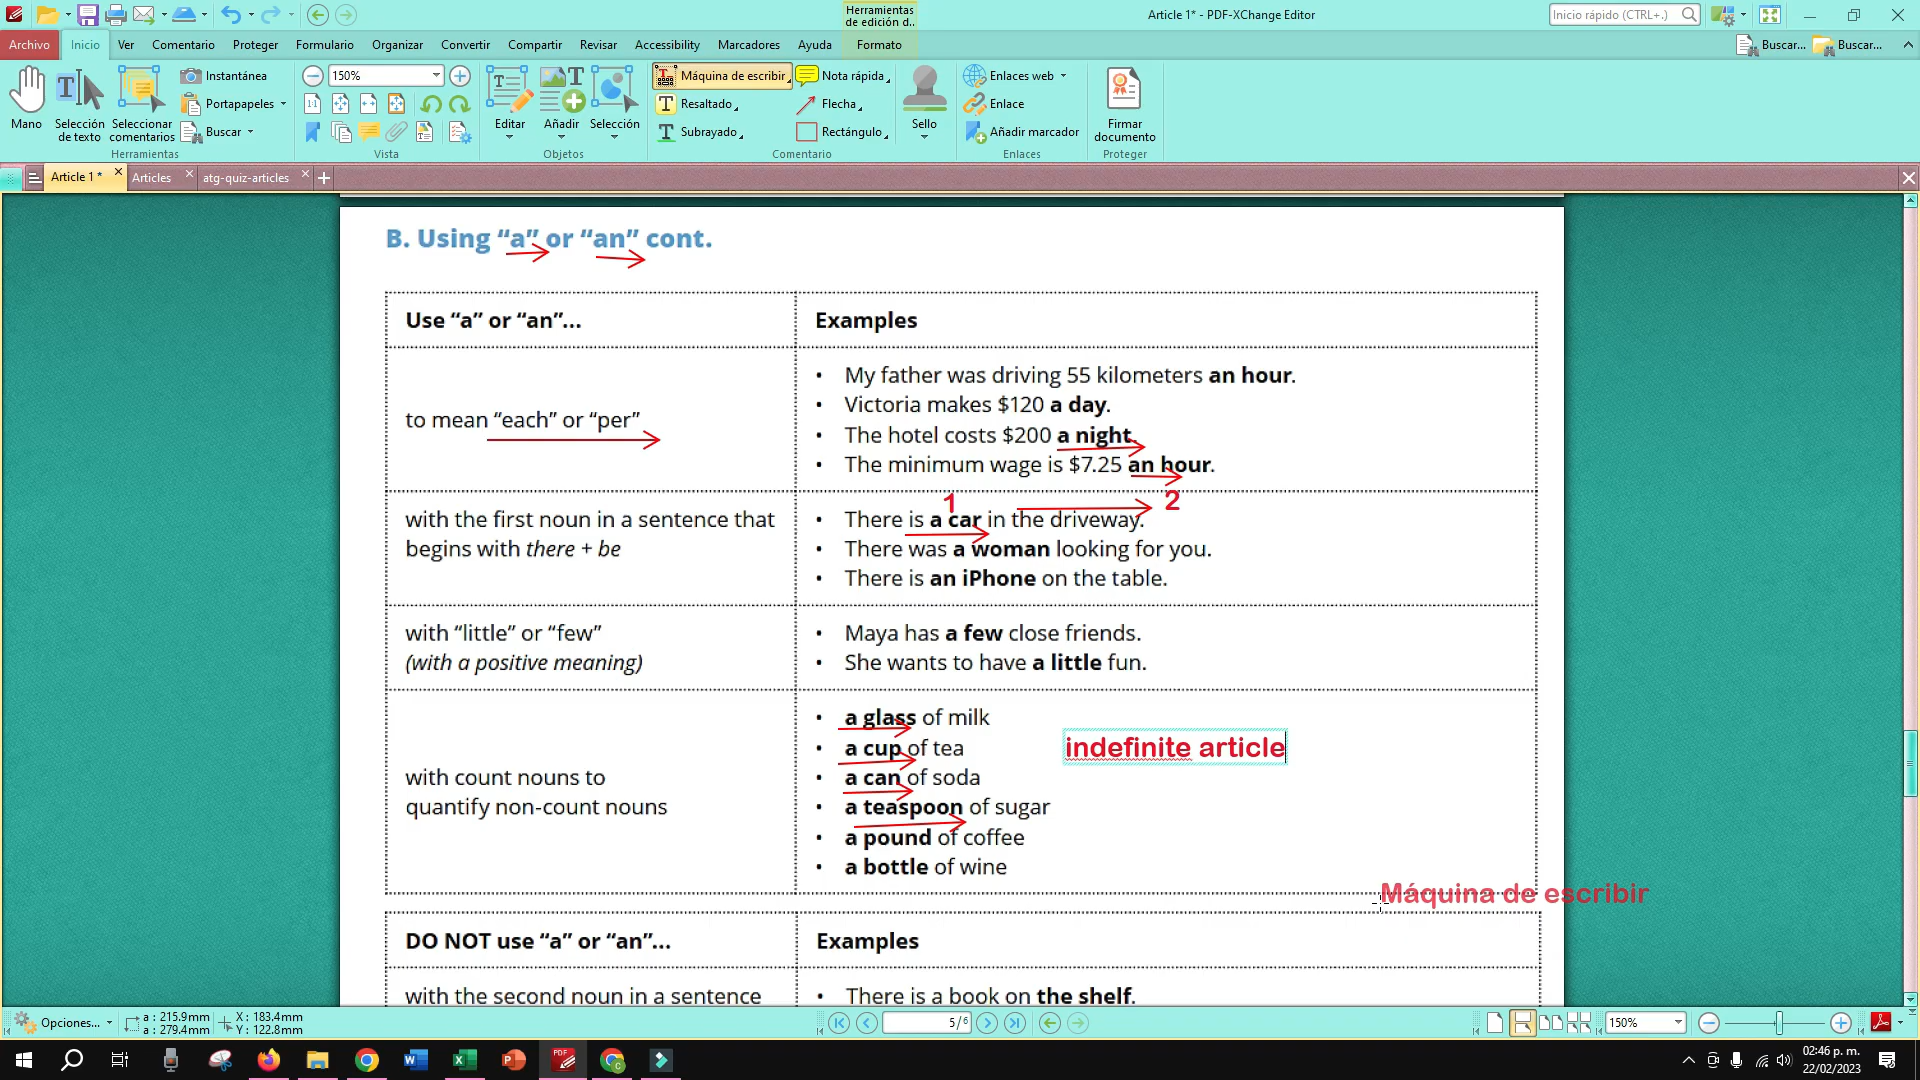 Herramientas
de edición d..
Article 1* - PDF-XChange Editor
Inicio rápido (CTRL+.)
Archivo Inicio Ver Comentario Proteger Formulario Organizar Convertir Compartir Revisar Accessibility Marcadores Ayuda Formato Buscar... Buscar...
Mano
Selección de texto
Seleccionar comentarios
Instantánea
Portapapeles
Buscar
Herramientas
150%
Vista
Editar
Añadir
Selección
Objetos
Máquina de escribir
Resaltado
Subrayado
Nota rápida
Flecha
Rectángulo
Sello
Comentario
Enlaces web
Enlace
Añadir marcador
Enlaces
Firmar documento
Proteger
Article 1 * Articles atg-quiz-articles
B. Using “a” or “an” cont.
Use “a” or “an”...
Examples
to mean “each” or “per”
• My father was driving 55 kilometers an hour.
• Victoria makes $120 a day.
• The hotel costs $200 a night.
• The minimum wage is $7.25 an hour.
1
2
with the first noun in a sentence that
begins with there + be
• There is a car in the driveway.
• There was a woman looking for you.
• There is an iPhone on the table.
with “little” or “few”
(with a positive meaning)
• Maya has a few close friends.
• She wants to have a little fun.
with count nouns to
quantify non-count nouns
• a glass of milk
• a cup of tea
• a can of soda
• a teaspoon of sugar
• a pound of coffee
• a bottle of wine
indefinite article
Máquina de escribir
DO NOT use “a” or “an”...
Examples
with the second noun in a sentence
• There is a book on the shelf.
Opciones...
a : 215.9mm
a : 279.4mm
X : 183.4mm
Y : 122.8mm
5/6
150%
02:46 p. m.
22/02/2023